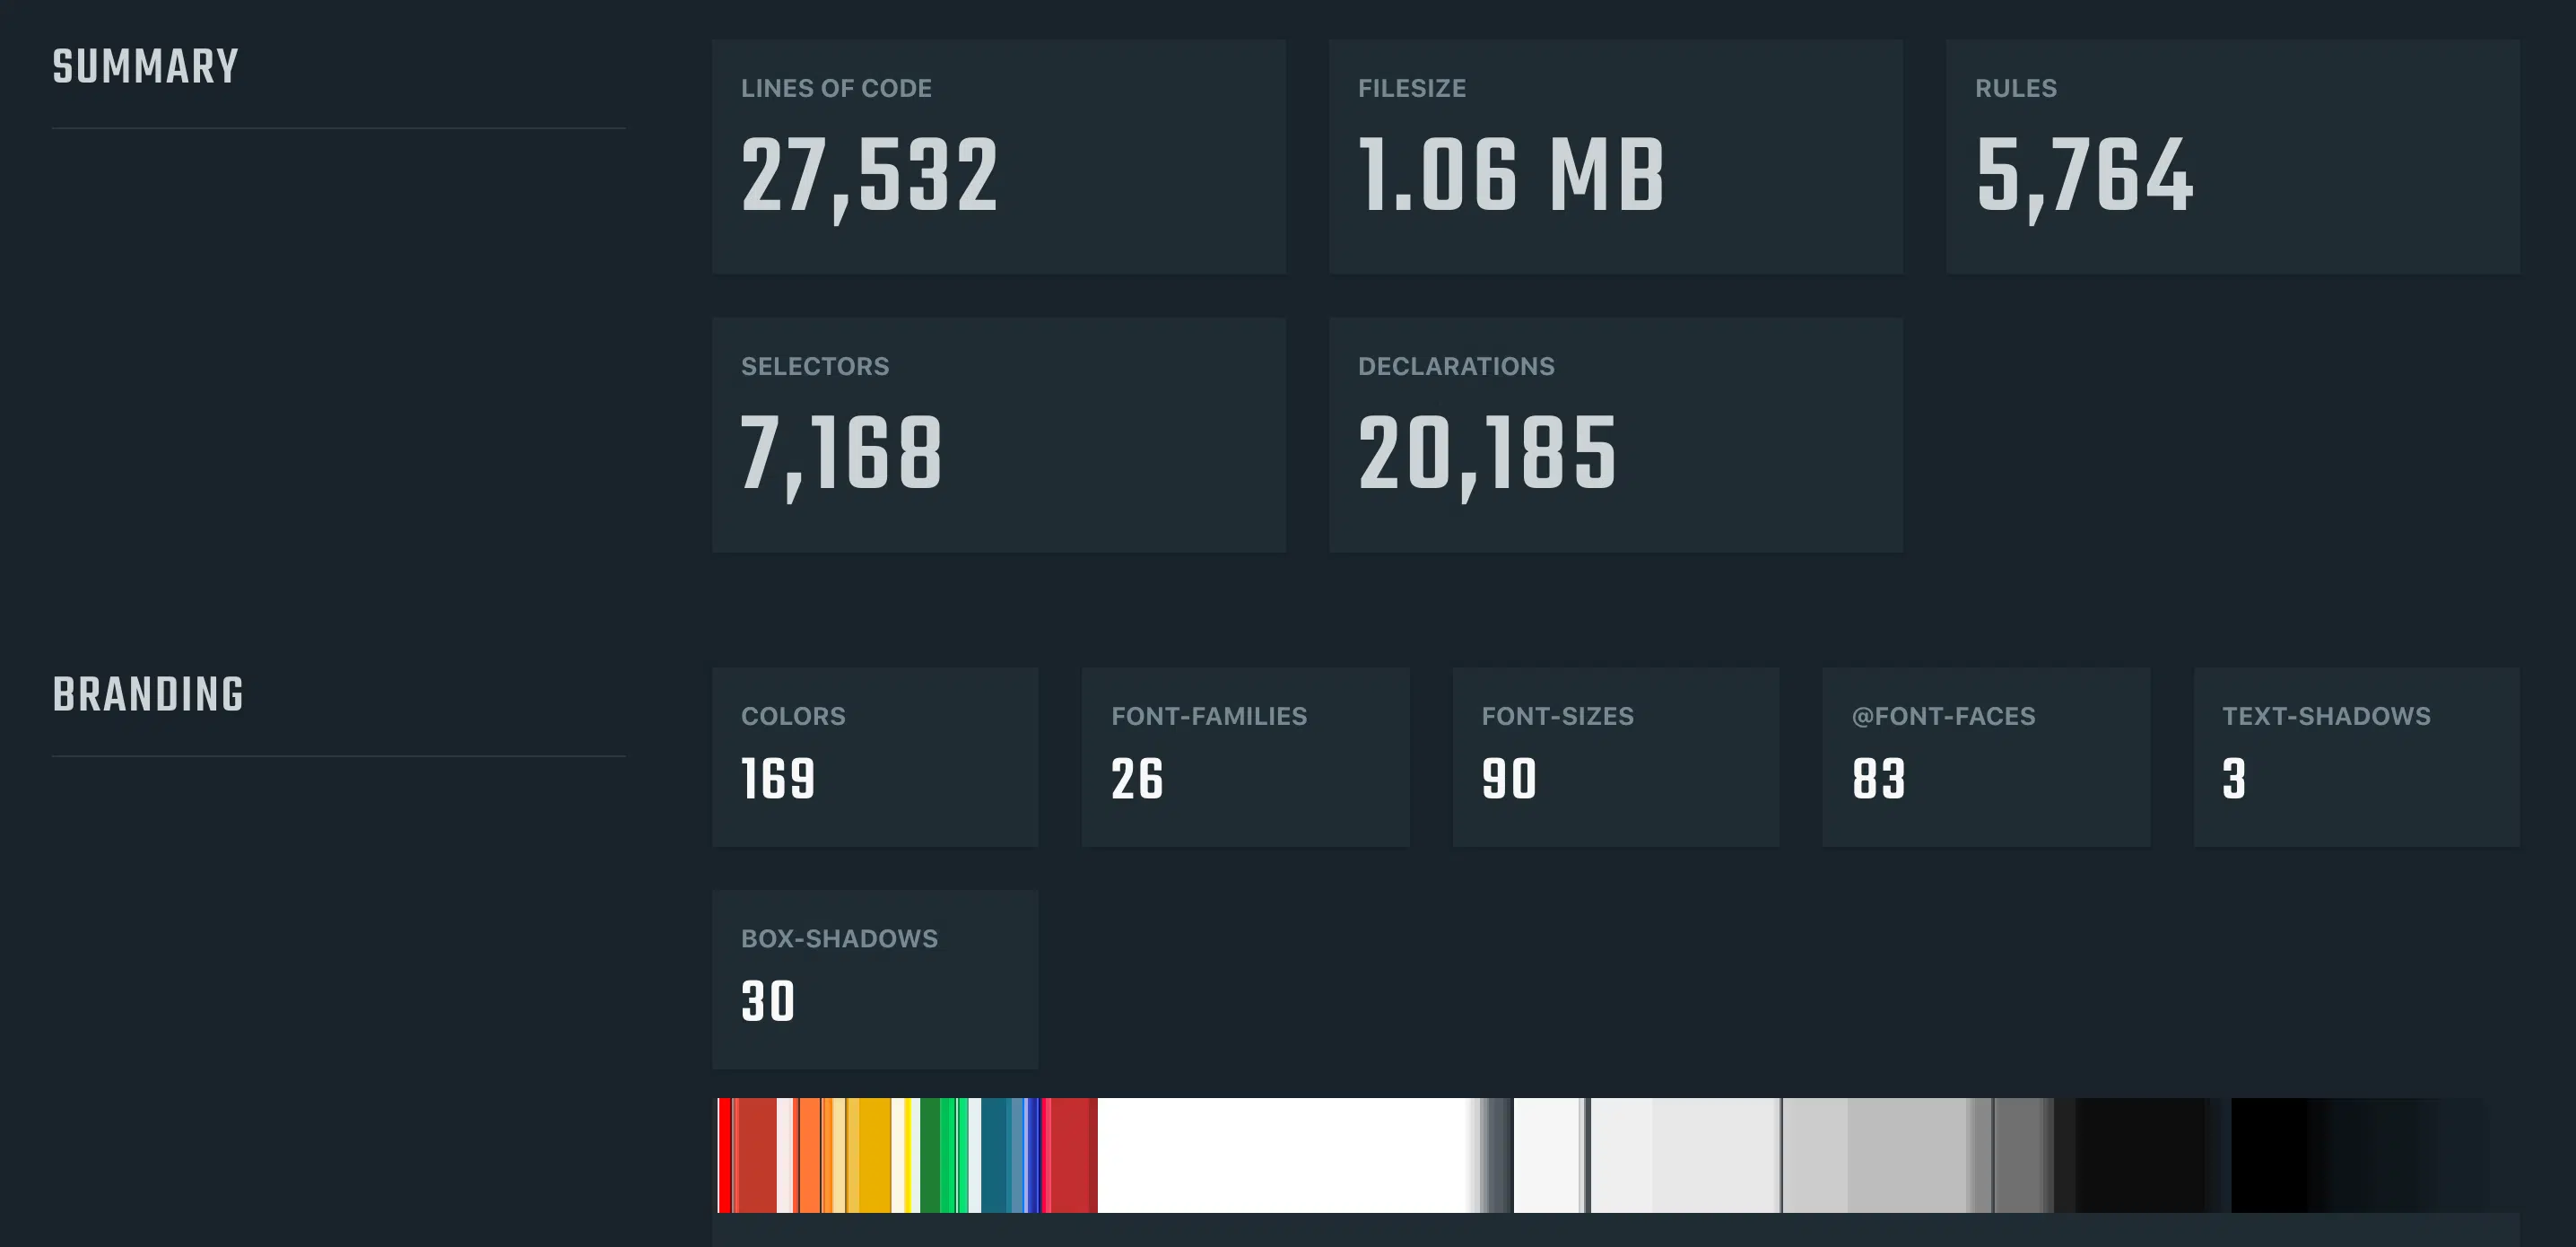 SUMMARY
LINES OF CODE
27,532
FILESIZE
1.06 MB
RULES
5,764
SELECTORS
7,168
DECLARATIONS
20,185
BRANDING
COLORS
169
FONT-FAMILIES
26
FONT-SIZES
90
@FONT-FACES
83
TEXT-SHADOWS
3
BOX-SHADOWS
30